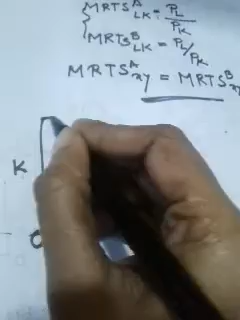 MRTS^A_LK = P_L/P_K
MRTS^B_LK = P_L/P_K
MRTS^A_xy = MRTS^B_xy
K